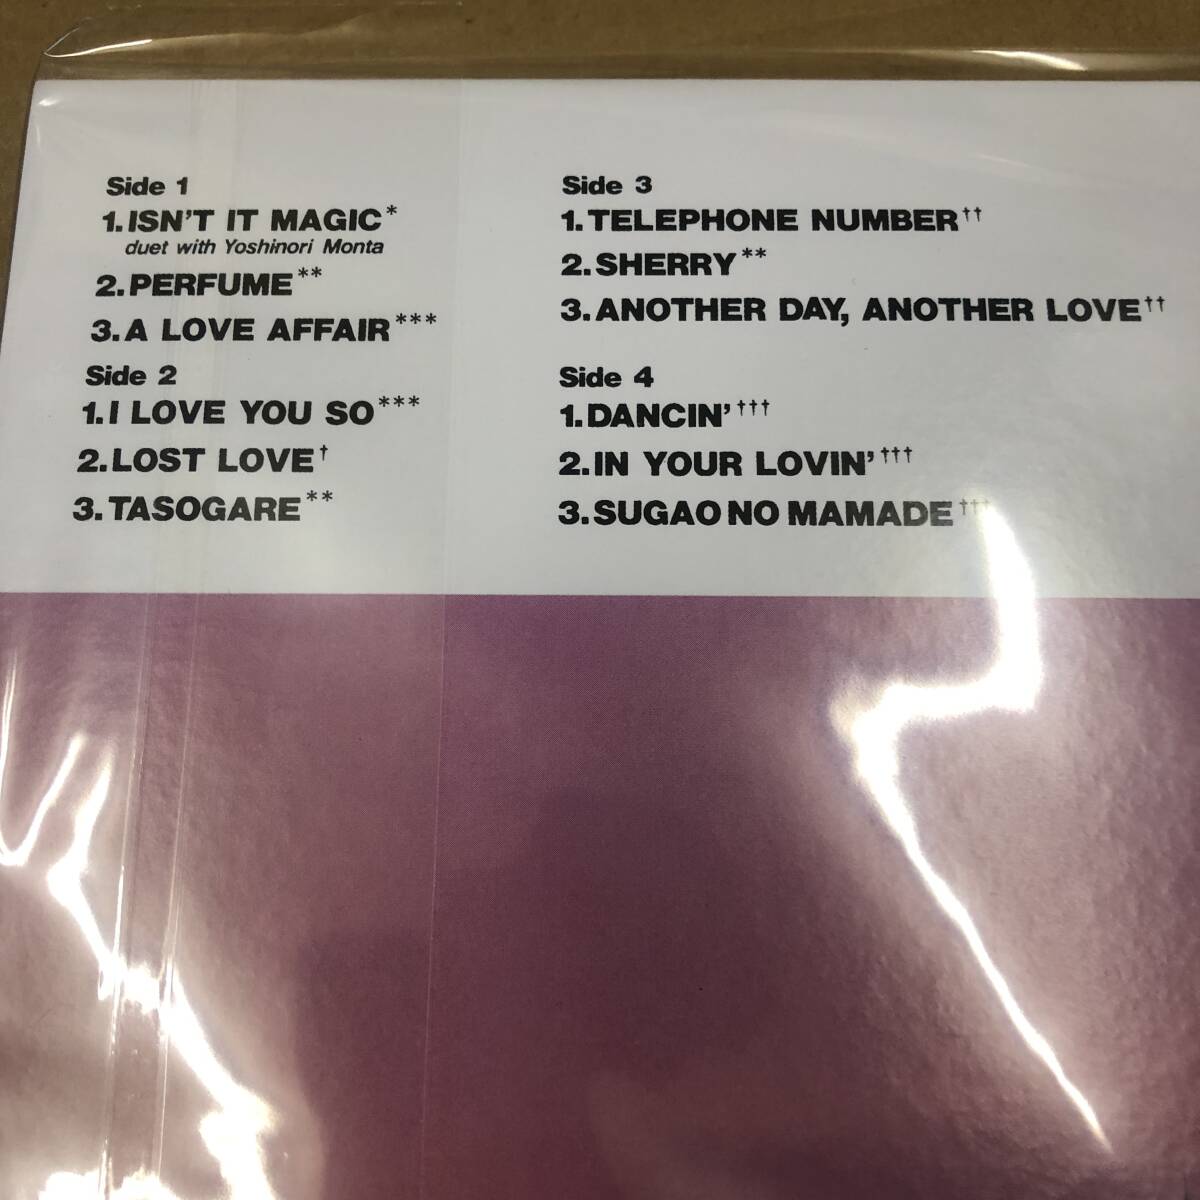 Side 1
1. ISN'T IT MAGIC*
duet with Yoshinori Monta
2. PERFUME**
3. A LOVE AFFAIR***
Side 2
1. I LOVE YOU SO***
2. LOST LOVE†
3. TASOGARE**
Side 3
1. TELEPHONE NUMBER††
2. SHERRY**
3. ANOTHER DAY, ANOTHER LOVE††
Side 4
1. DANCIN'†††
2. IN YOUR LOVIN'†††
3. SUGAO NO MAMADE†††